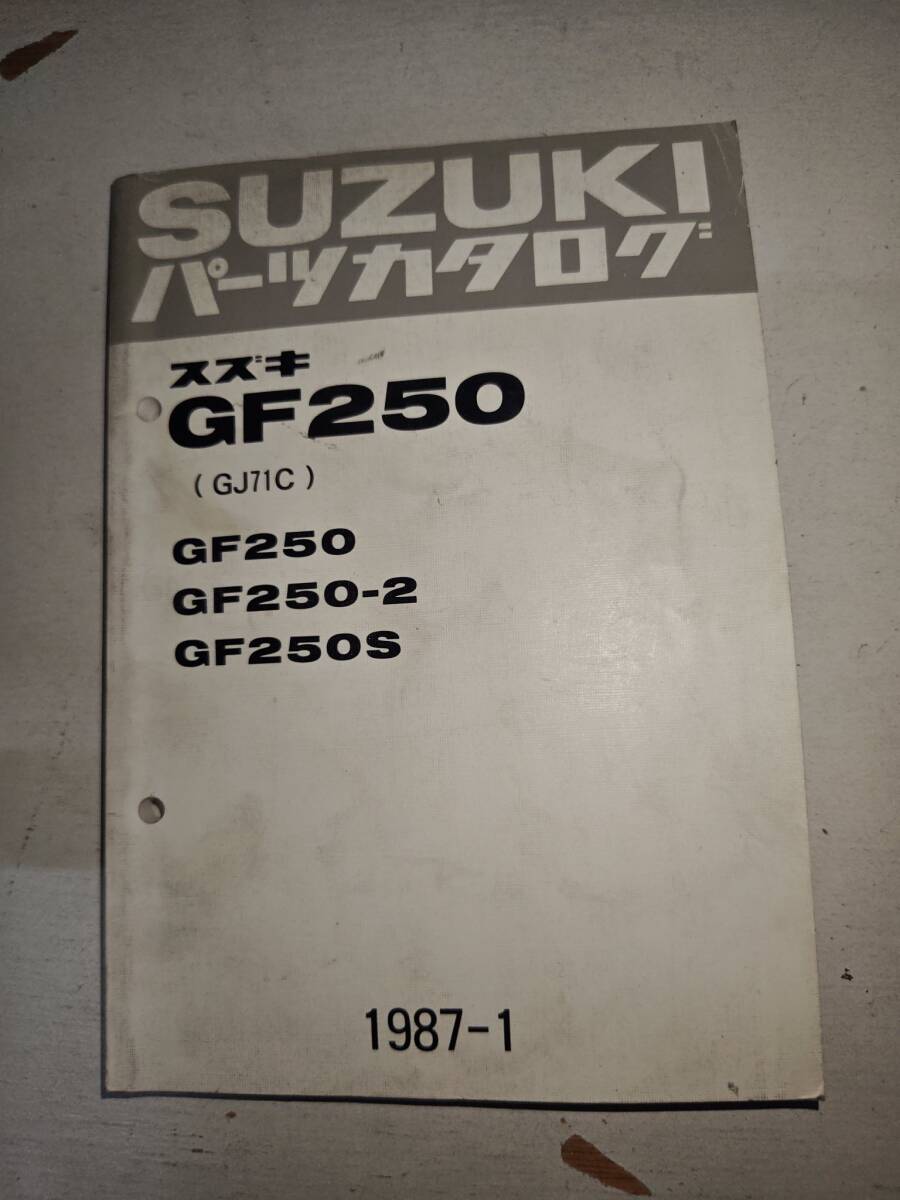 SUZUKI
パーツカタログ
スズキ
GF250
( GJ71C )
GF250
GF250-2
GF250S
1987-1